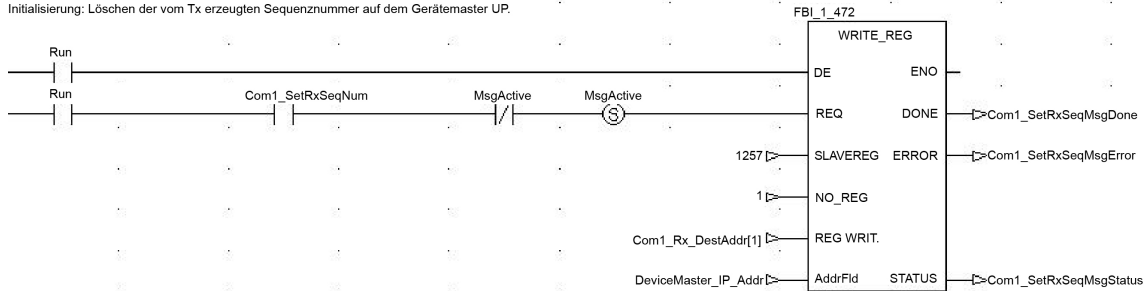 Initialisierung: Löschen der vom Tx erzeugten Sequenznummer auf dem Gerätemaster UP.
FBI_1_472
WRITE_REG
Run
DE ENO
Run Com1_SetRxSeqNum MsgActive MsgActive
S
REQ DONE Com1_SetRxSeqMsgDone
1257 SLAVEREG ERROR Com1_SetRxSeqMsgError
1 NO_REG
Com1_Rx_DestAddr[1] REG WRIT.
DeviceMaster_IP_Addr AddrFld STATUS Com1_SetRxSeqMsgStatus